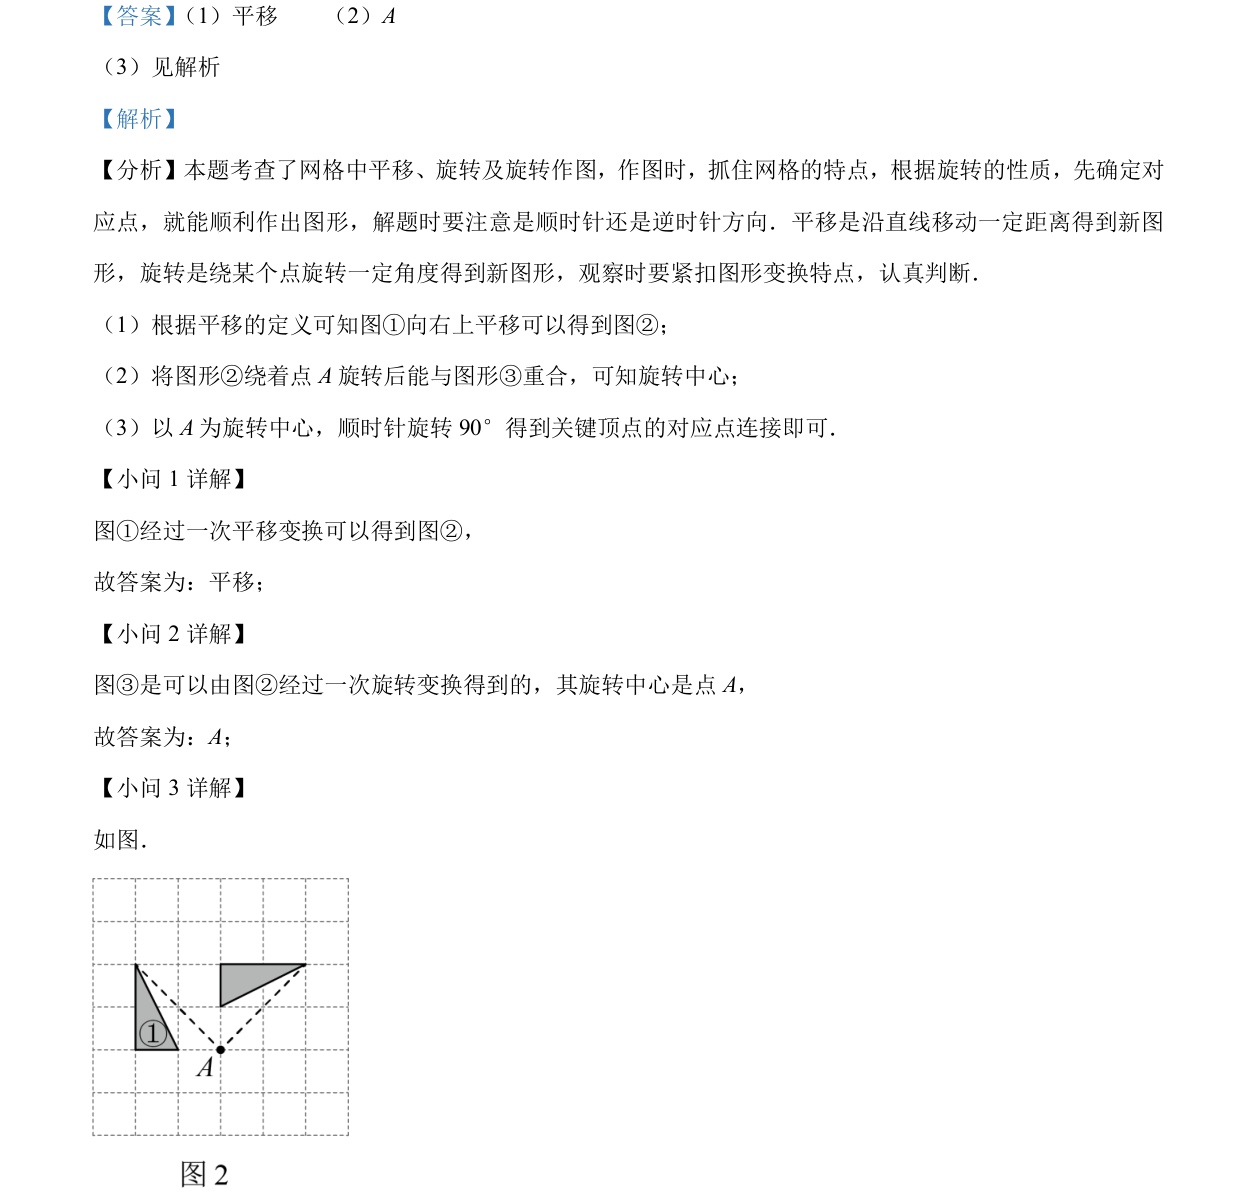 【答案】（1）平移 （2）A
（3）见解析
【解析】
【分析】本题考查了网格中平移、旋转及旋转作图，作图时，抓住网格的特点，根据旋转的性质，先确定对
应点，就能顺利作出图形，解题时要注意是顺时针还是逆时针方向．平移是沿直线移动一定距离得到新图
形，旋转是绕某个点旋转一定角度得到新图形，观察时要紧扣图形变换特点，认真判断．
（1）根据平移的定义可知图①向右上平移可以得到图②；
（2）将图形②绕着点 A 旋转后能与图形③重合，可知旋转中心；
（3）以 A 为旋转中心，顺时针旋转 90°得到关键顶点的对应点连接即可．
【小问 1 详解】
图①经过一次平移变换可以得到图②，
故答案为：平移；
【小问 2 详解】
图③是可以由图②经过一次旋转变换得到的，其旋转中心是点 A，
故答案为：A；
【小问 3 详解】
如图．
①
A
图 2